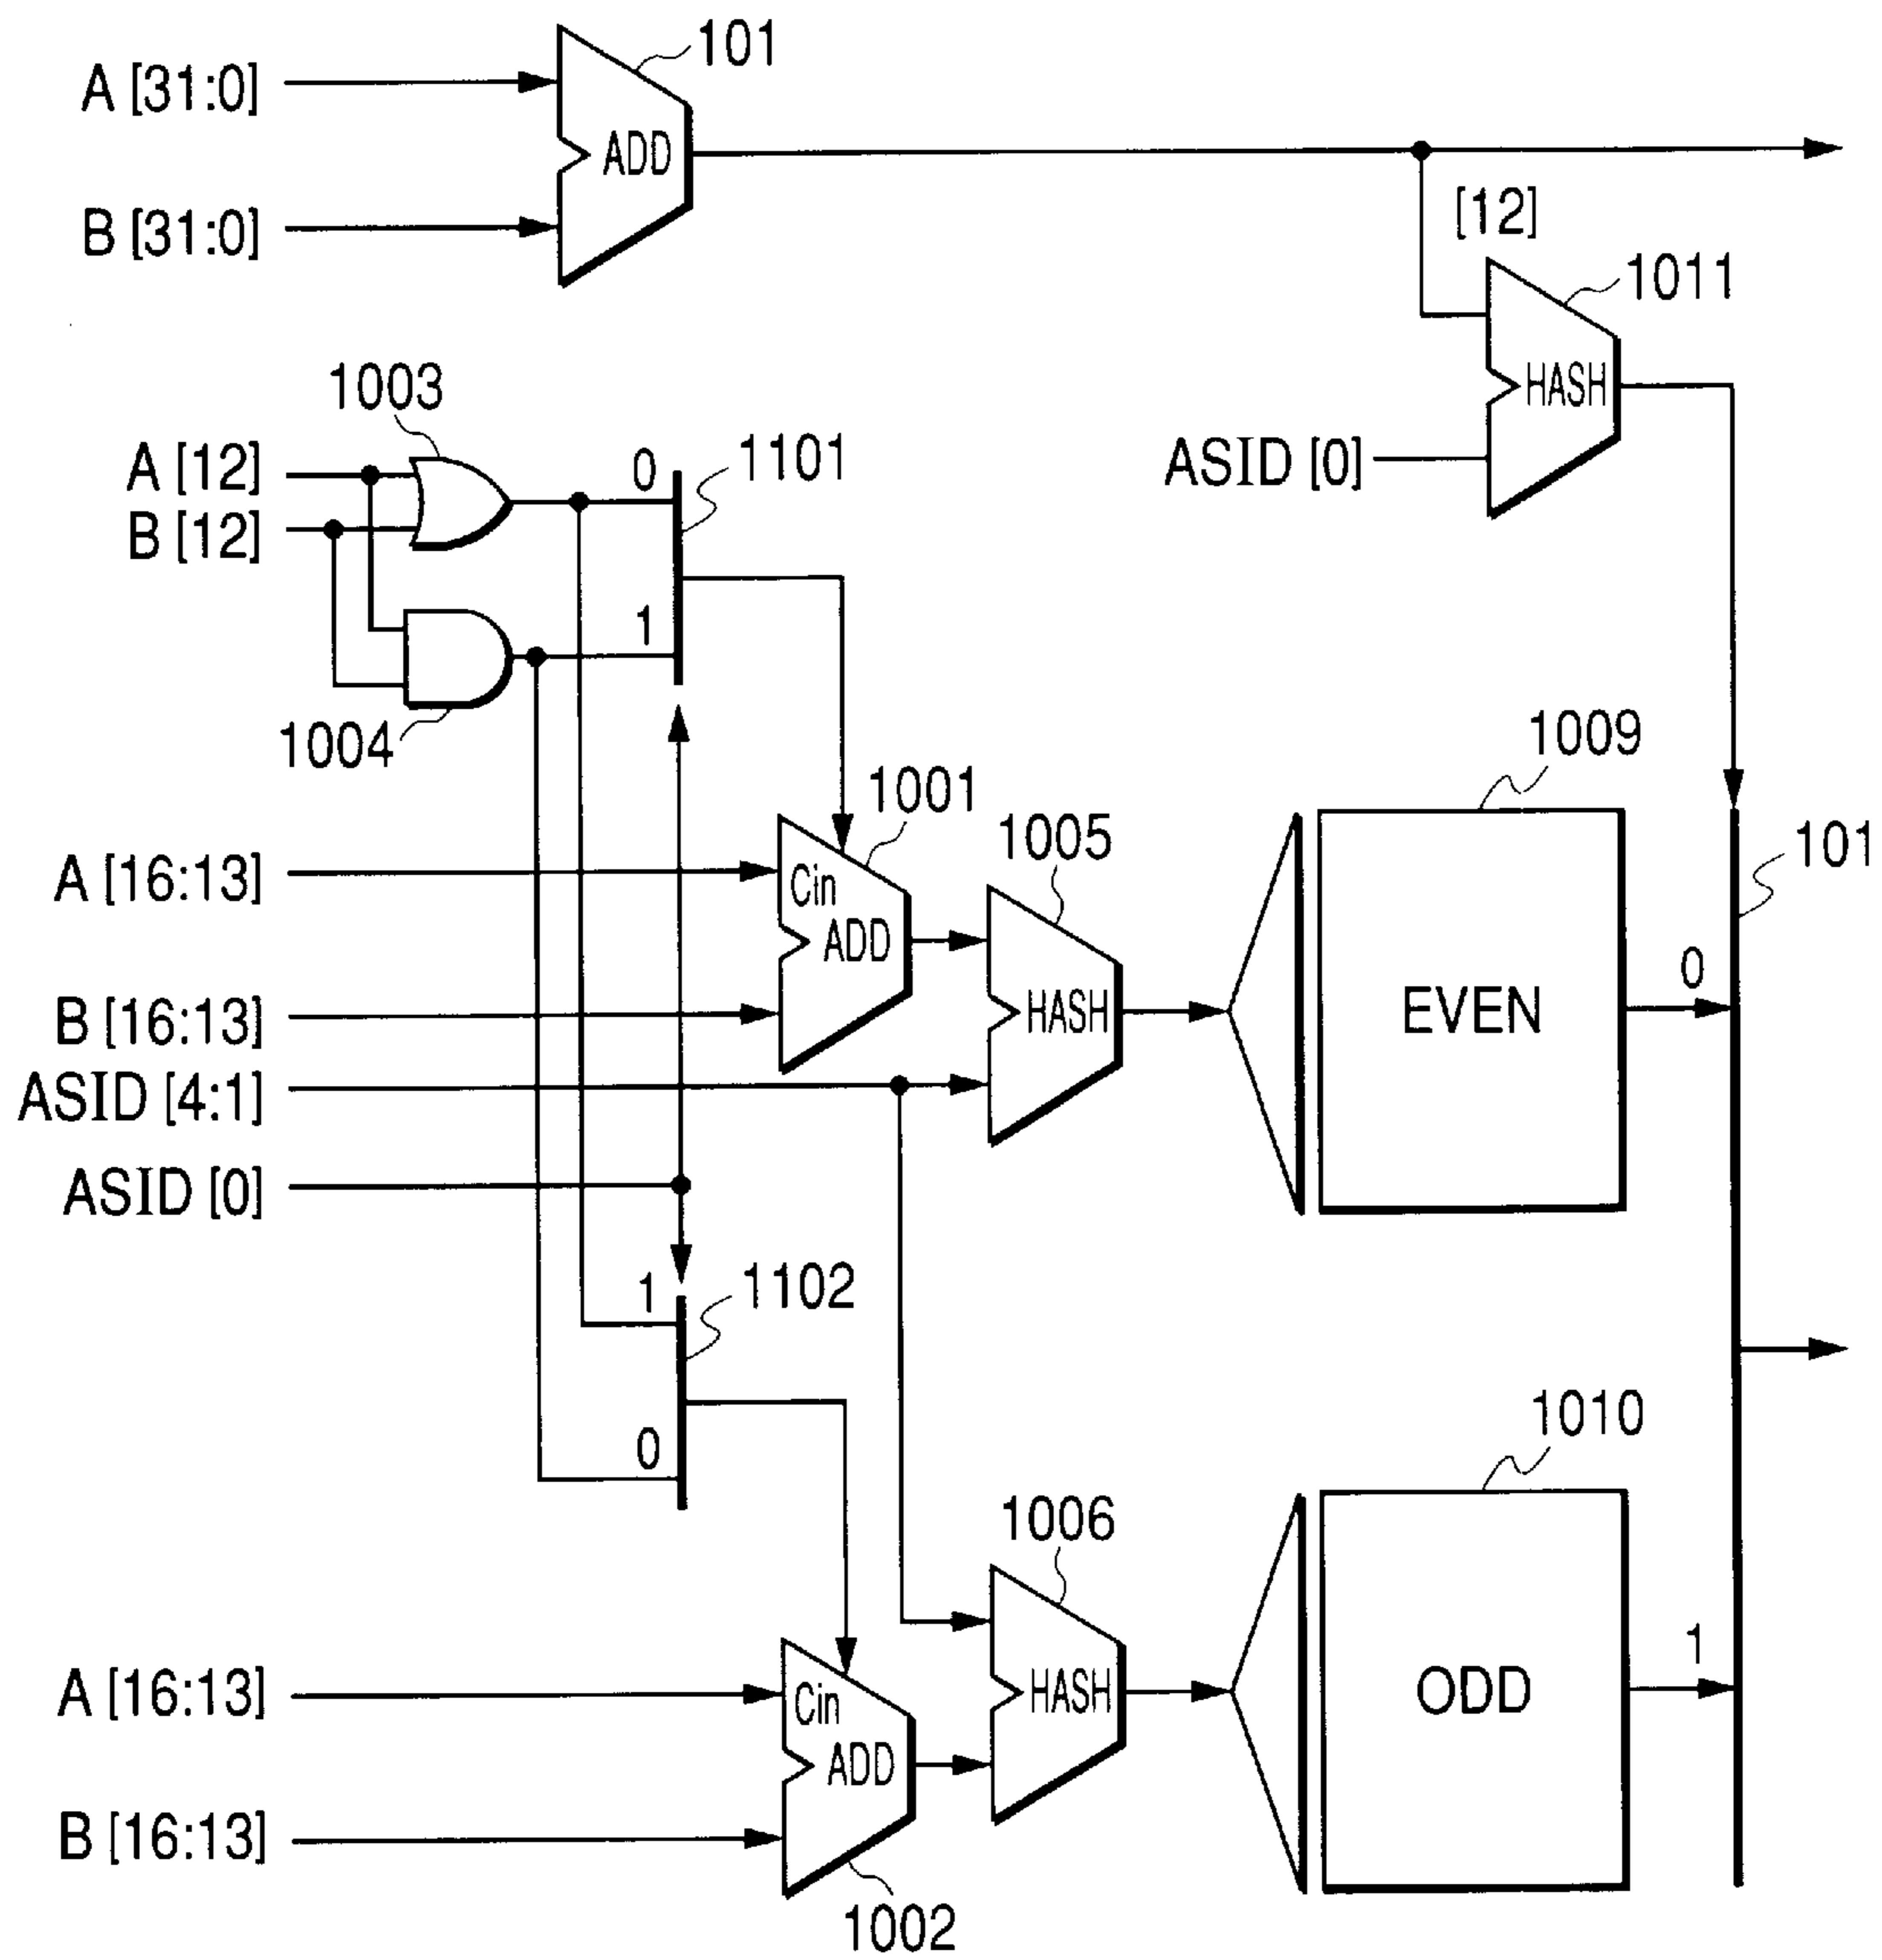 101
A [31:0]
ADD
B [31:0]
[12]
1011
HASH
1003
A [12]
0
1101
ASID [0]
B [12]
1
1004
1009
1001
1005
101
A [16:13]
Cin
ADD
0
B [16:13]
HASH
EVEN
ASID [4:1]
ASID [0]
1
1102
1010
0
1006
1
A [16:13]
Cin
HASH
ODD
ADD
B [16:13]
1002